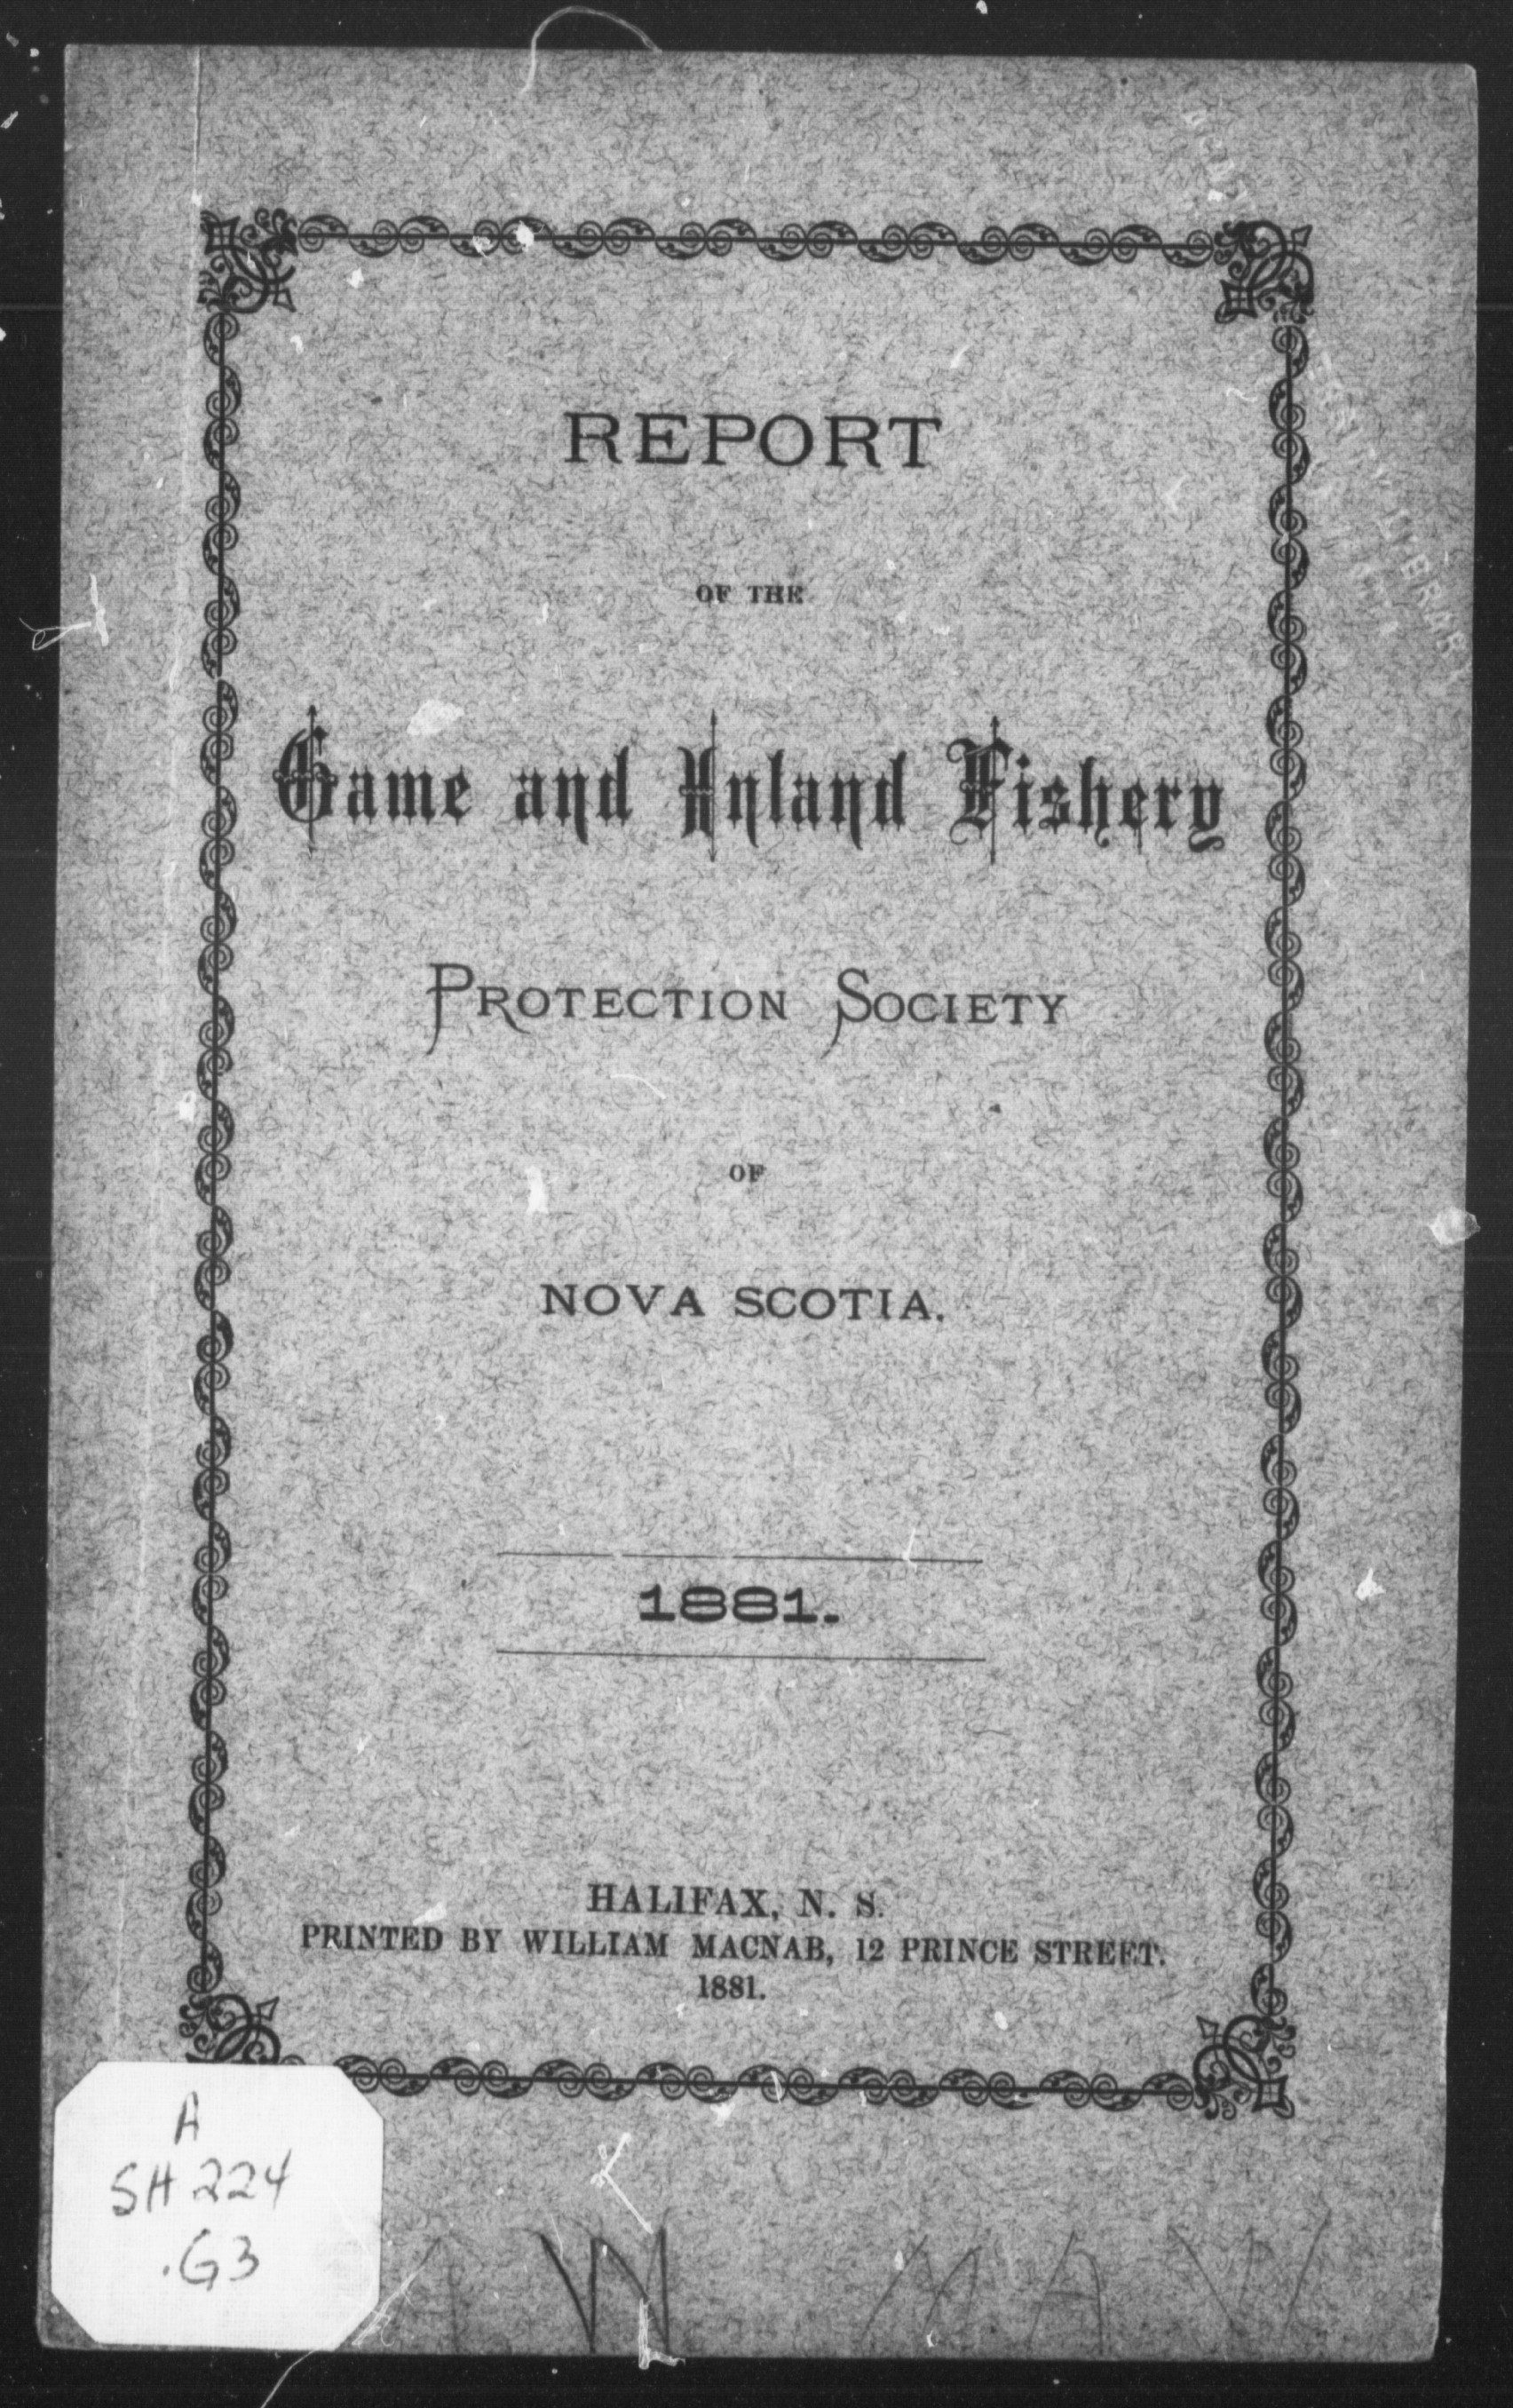 REPORT
OF THE
Game and Inland Fishery
PROTECTION SOCIETY
OF
NOVA SCOTIA.
1881.
HALIFAX, N. S.
PRINTED BY WILLIAM MACNAB, 12 PRINCE STREET.
1881.
A
SH 224
.G3